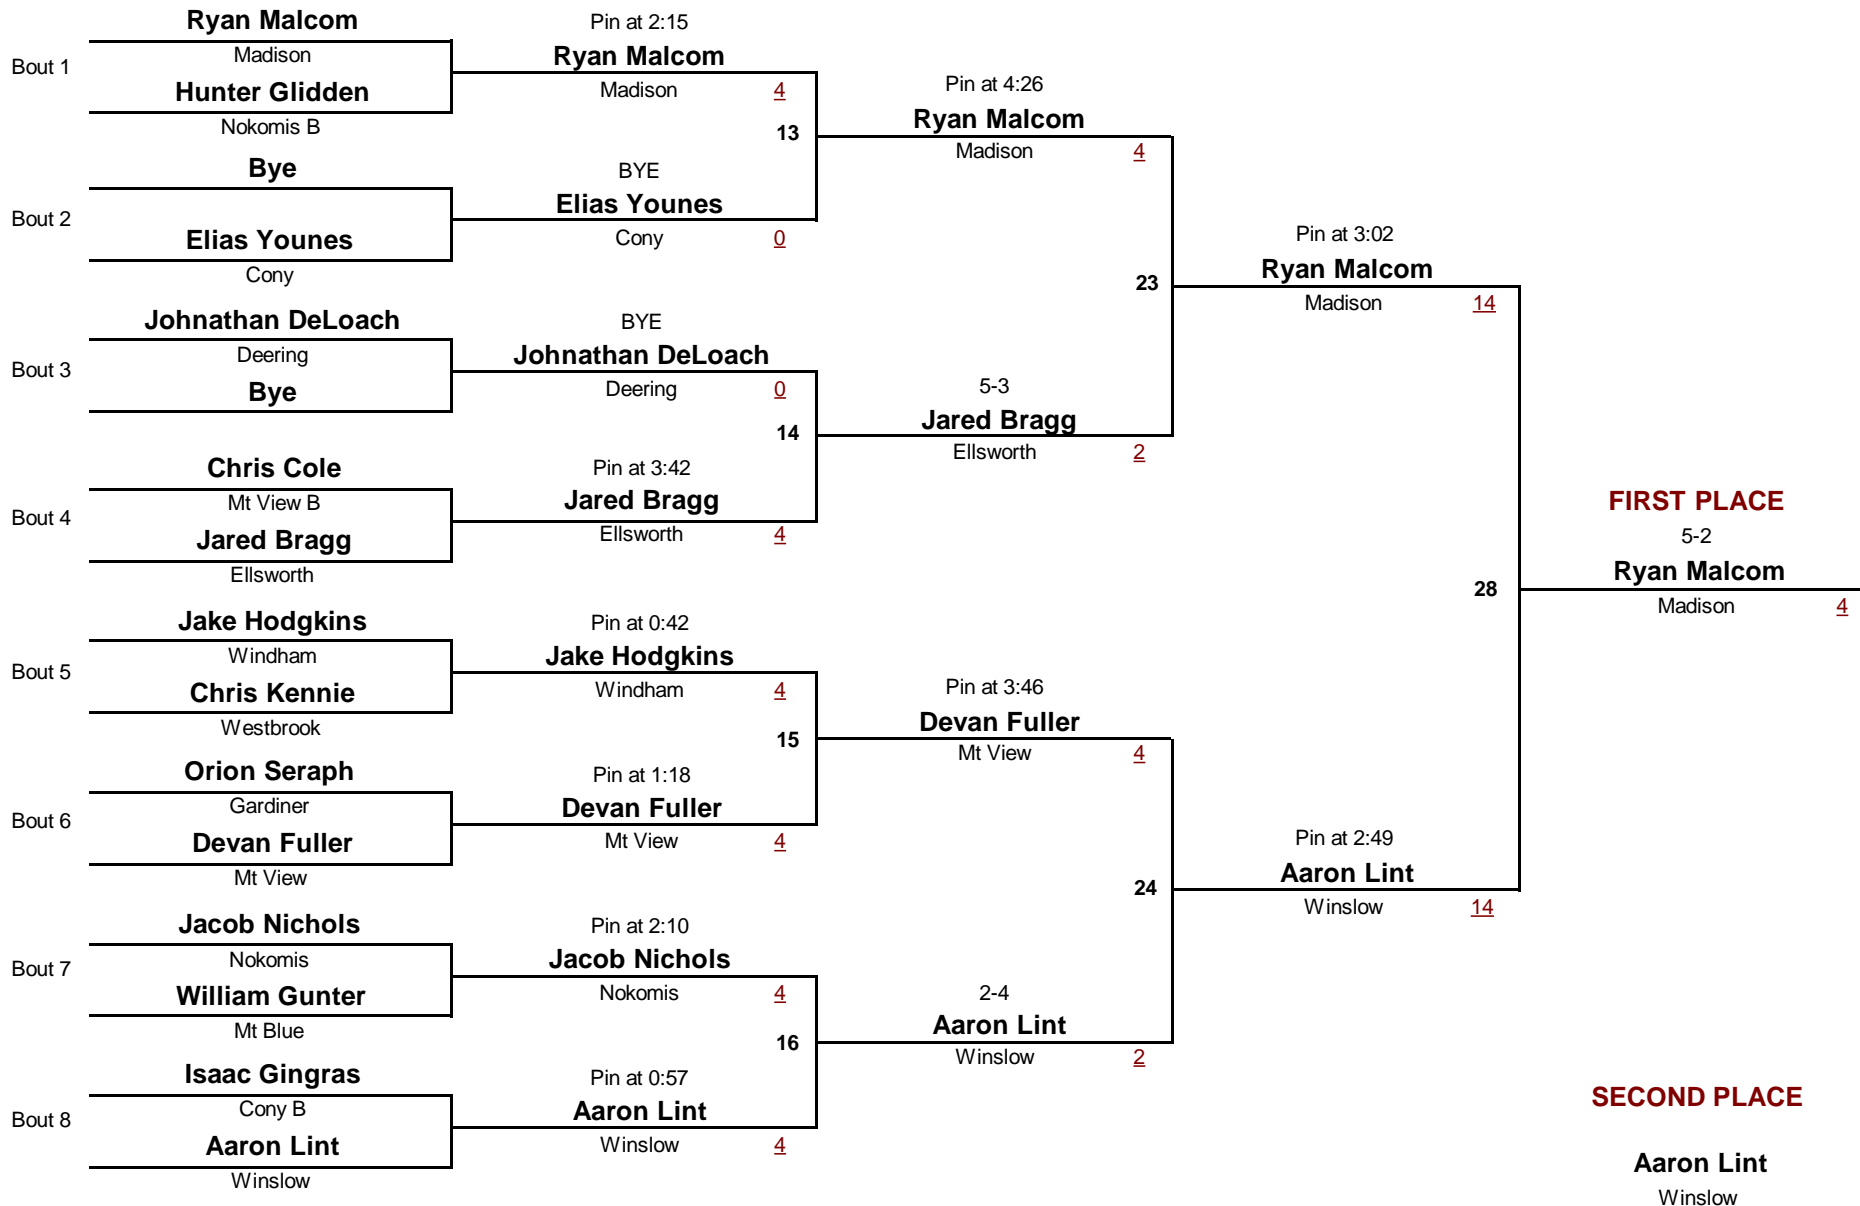 Ryan Malcom
Madison
Bout 1
Hunter Glidden
Nokomis B
Bye
Bout 2
Elias Younes
Cony
Johnathan DeLoach
Deering
Bout 3
Bye
Chris Cole
Mt View B
Bout 4
Jared Bragg
Ellsworth
Jake Hodgkins
Windham
Bout 5
Chris Kennie
Westbrook
Orion Seraph
Gardiner
Bout 6
Devan Fuller
Mt View
Jacob Nichols
Nokomis
Bout 7
William Gunter
Mt Blue
Isaac Gingras
Cony B
Bout 8
Aaron Lint
Winslow
Pin at 2:15
Ryan Malcom
Madison 4
13
BYE
Elias Younes
Cony 0
BYE
Johnathan DeLoach
Deering 0
14
Pin at 3:42
Jared Bragg
Ellsworth 4
Pin at 0:42
Jake Hodgkins
Windham 4
15
Pin at 1:18
Devan Fuller
Mt View 4
Pin at 2:10
Jacob Nichols
Nokomis 4
16
Pin at 0:57
Aaron Lint
Winslow 4
Pin at 4:26
Ryan Malcom
Madison 4
23
5-3
Jared Bragg
Ellsworth 2
Pin at 3:46
Devan Fuller
Mt View 4
24
2-4
Aaron Lint
Winslow 2
Pin at 3:02
Ryan Malcom
Madison 14
28
Pin at 2:49
Aaron Lint
Winslow 14
FIRST PLACE
5-2
Ryan Malcom
Madison 4
SECOND PLACE
Aaron Lint
Winslow